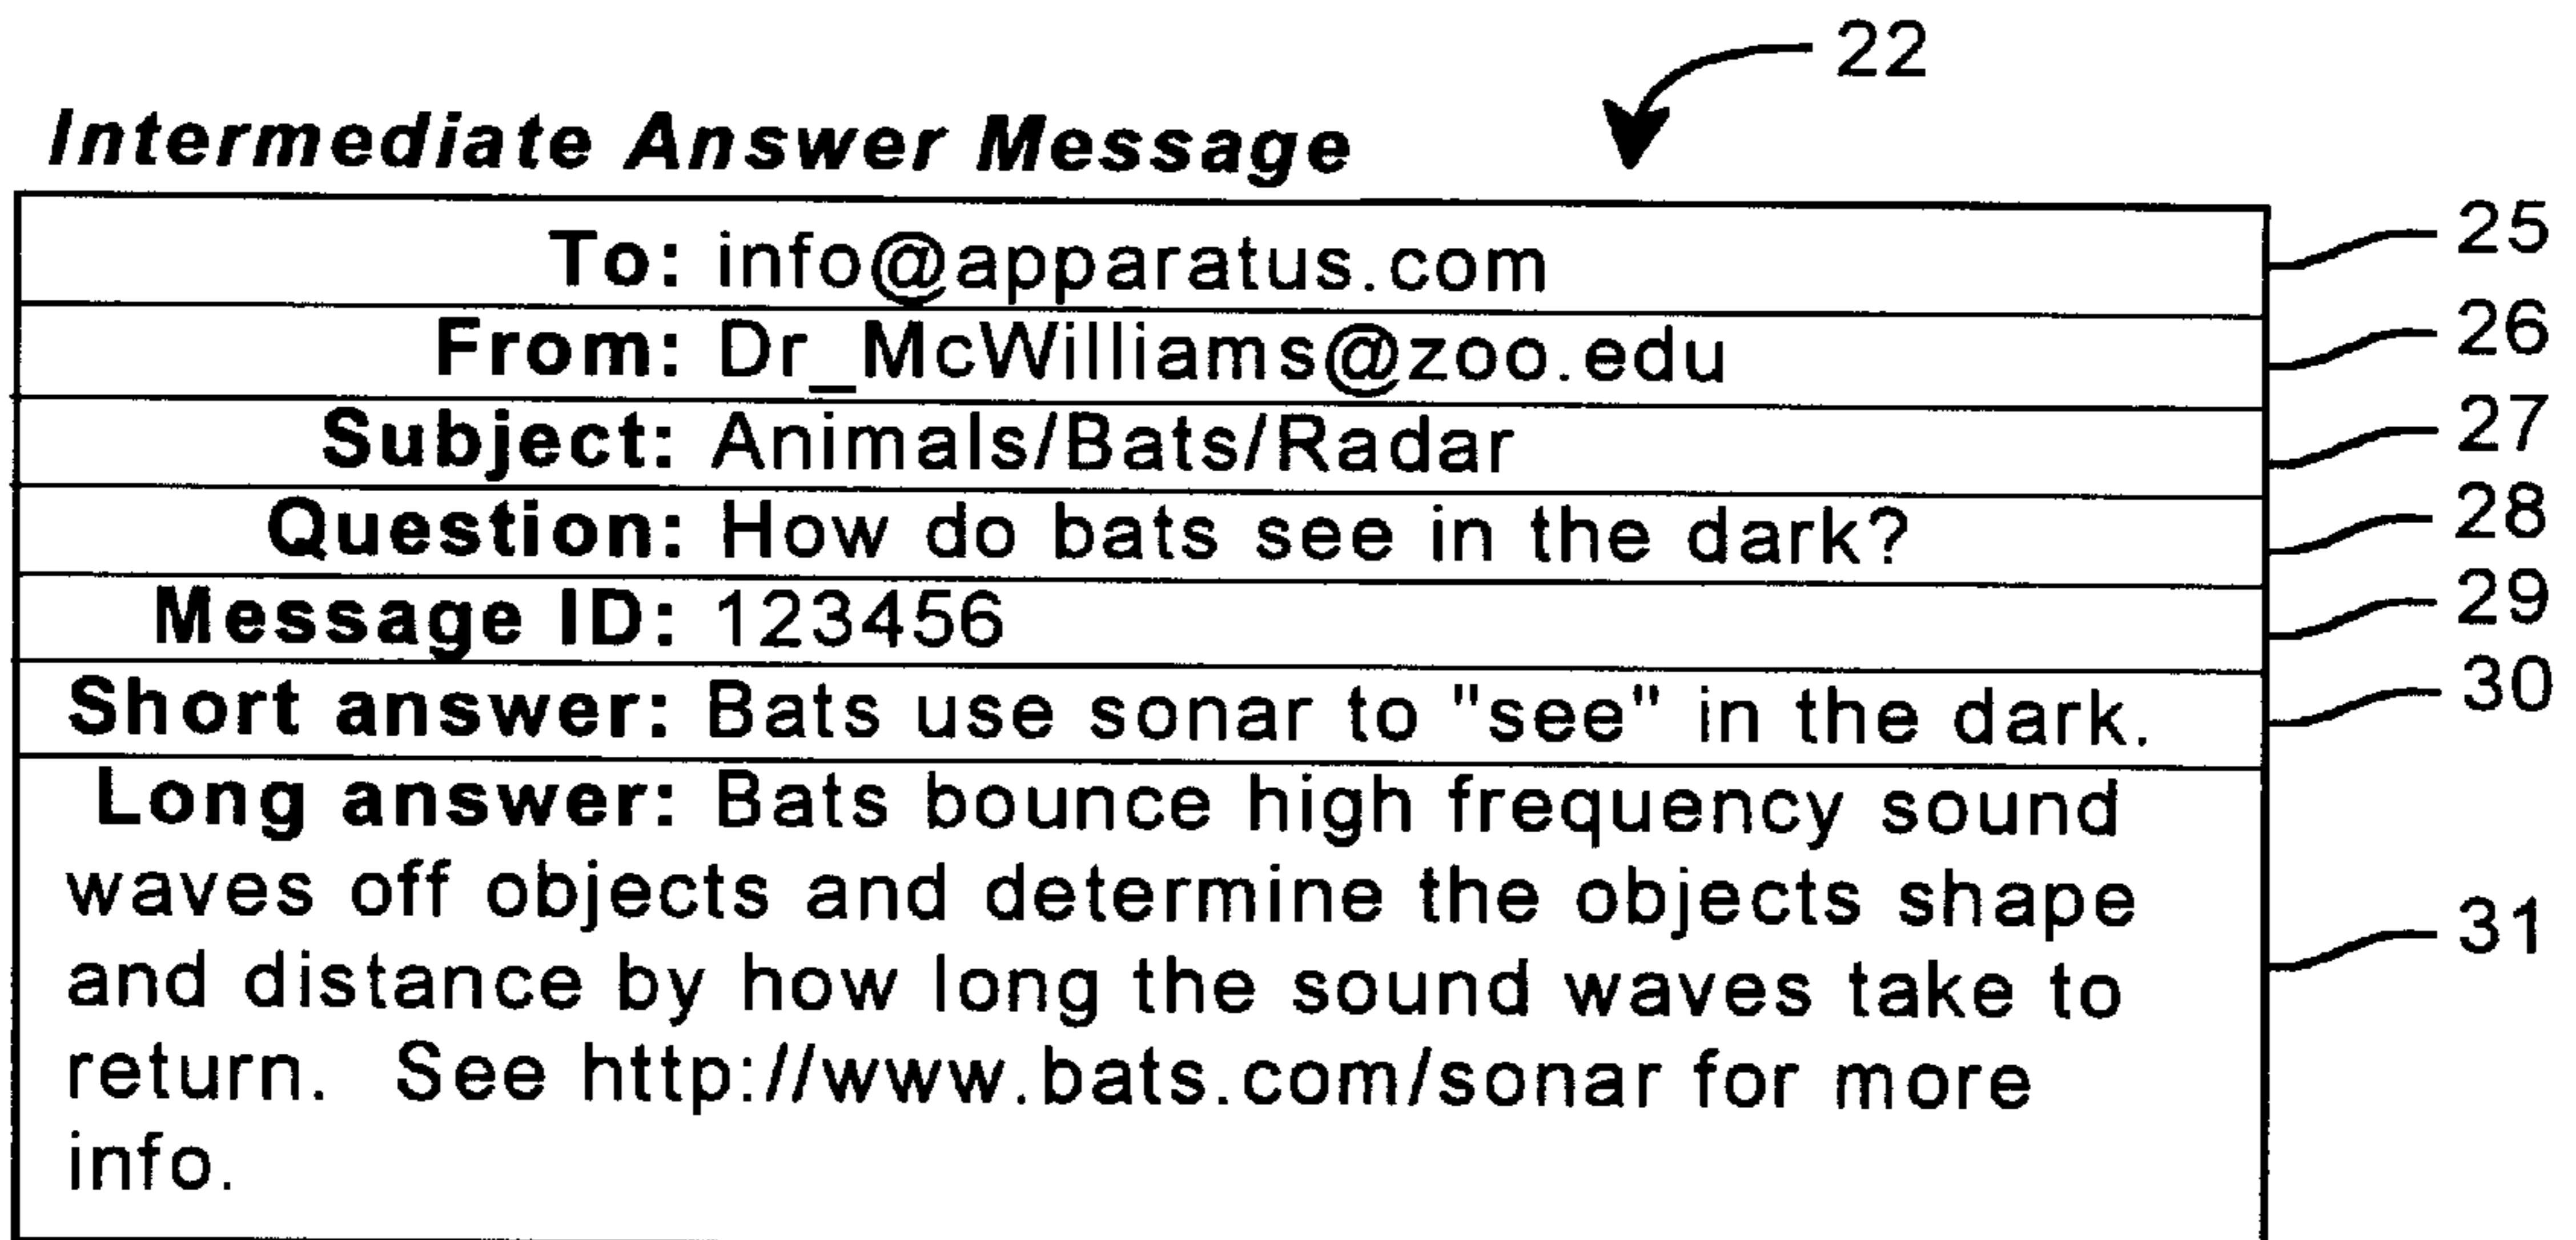 22
Intermediate Answer Message
To: info@apparatus.com 25
From: Dr_McWilliams@zoo.edu 26
Subject: Animals/Bats/Radar 27
Question: How do bats see in the dark? 28
Message ID: 123456 29
Short answer: Bats use sonar to "see" in the dark. 30
Long answer: Bats bounce high frequency sound
waves off objects and determine the objects shape
and distance by how long the sound waves take to 31
return. See http://www.bats.com/sonar for more
info.